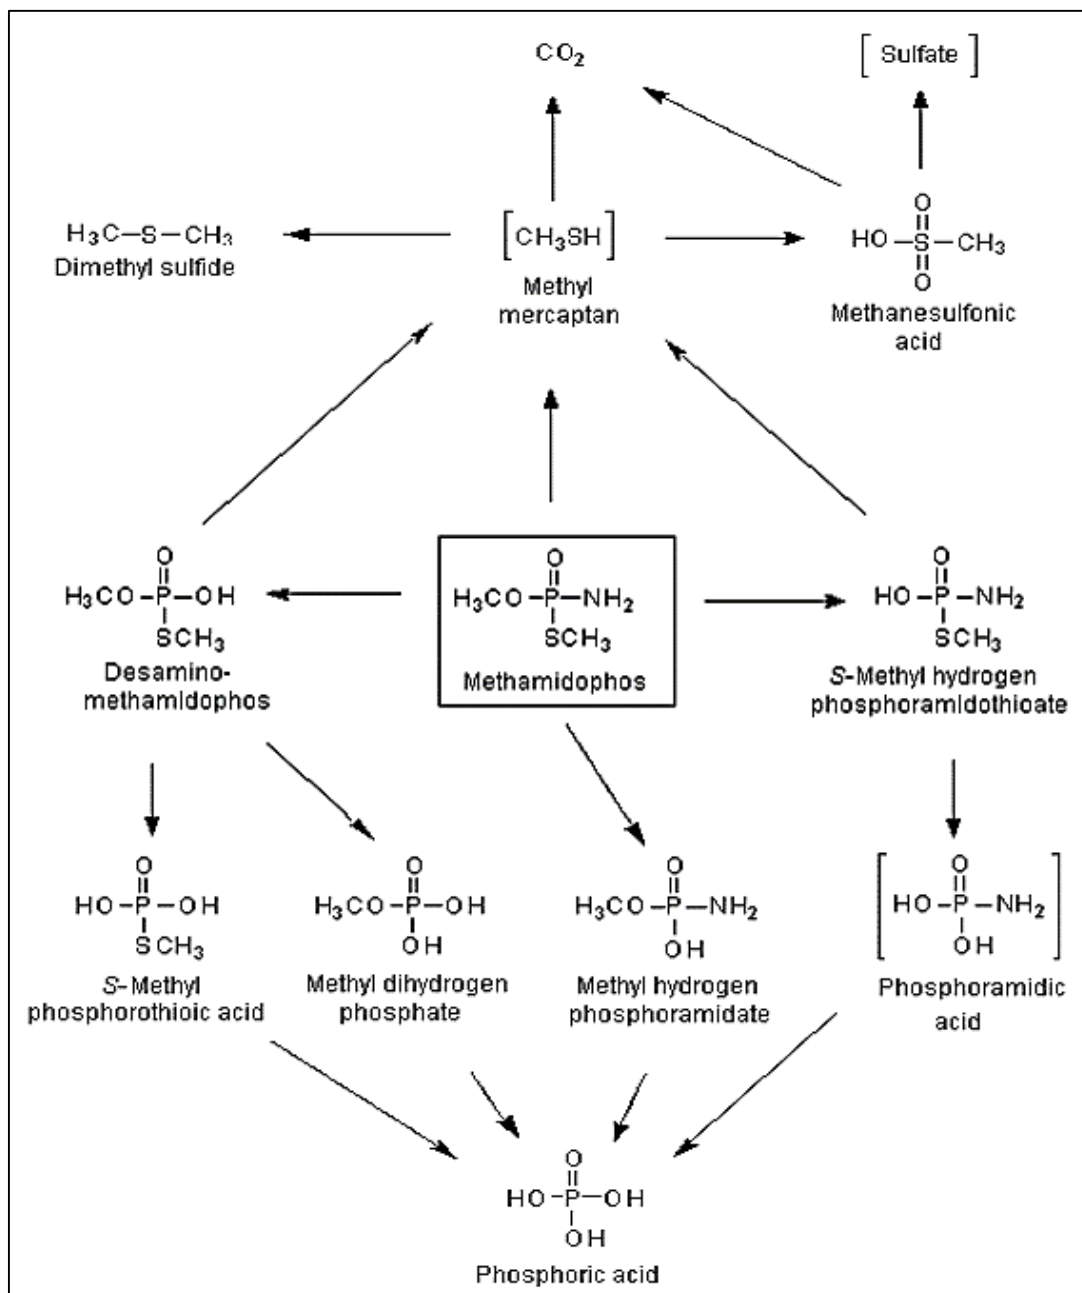 CO₂
[ Sulfate ]
H₃C–S–CH₃
Dimethyl sulfide
[CH₃SH]
Methyl
mercaptan
O
HO–S–CH₃
O
Methanesulfonic
acid
O
H₃CO–P–OH
SCH₃
Desamino-
methamidophos
O
H₃CO–P–NH₂
SCH₃
Methamidophos
O
HO–P–NH₂
SCH₃
S-Methyl hydrogen
phosphoramidothioate
O
HO–P–OH
SCH₃
S-Methyl
phosphorothioic acid
O
H₃CO–P–OH
OH
Methyl dihydrogen
phosphate
O
H₃CO–P–NH₂
OH
Methyl hydrogen
phosphoramidate
O
HO–P–NH₂
OH
Phosphoramidic
acid
O
HO–P–OH
OH
Phosphoric acid